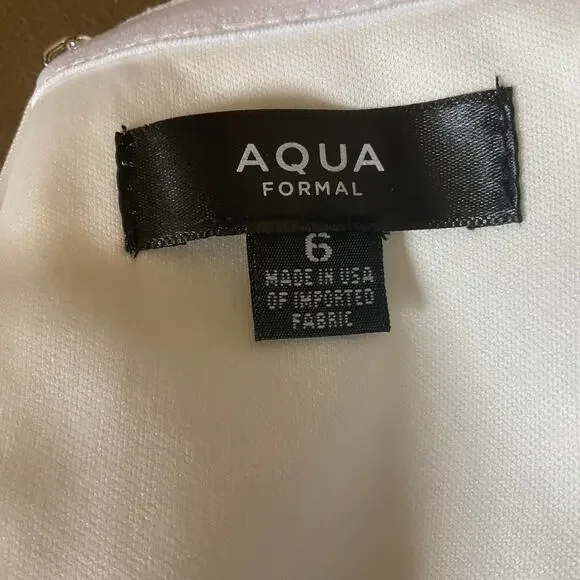 AQUA
FORMAL
6
MADE IN USA
OF IMPORTED
FABRIC